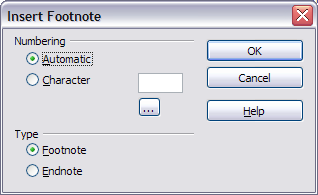 Insert Footnote
Numbering
Automatic
OK
Character
Cancel
...
Help
Type
Footnote
Endnote